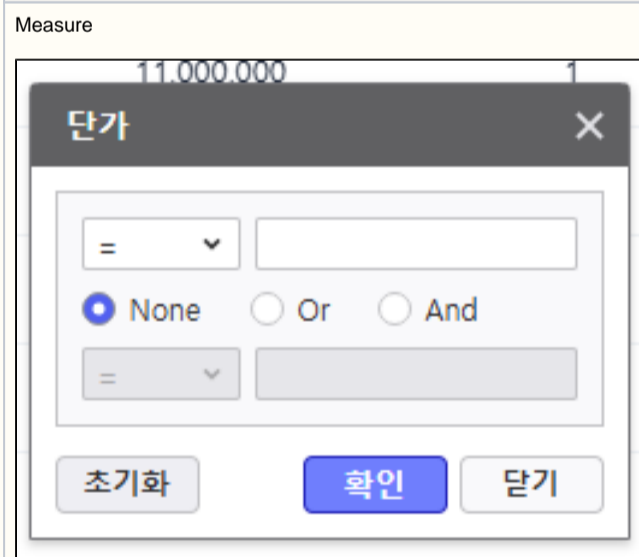 Measure
11,000,000 1
단가
=
None Or And
=
초기화 확인 닫기